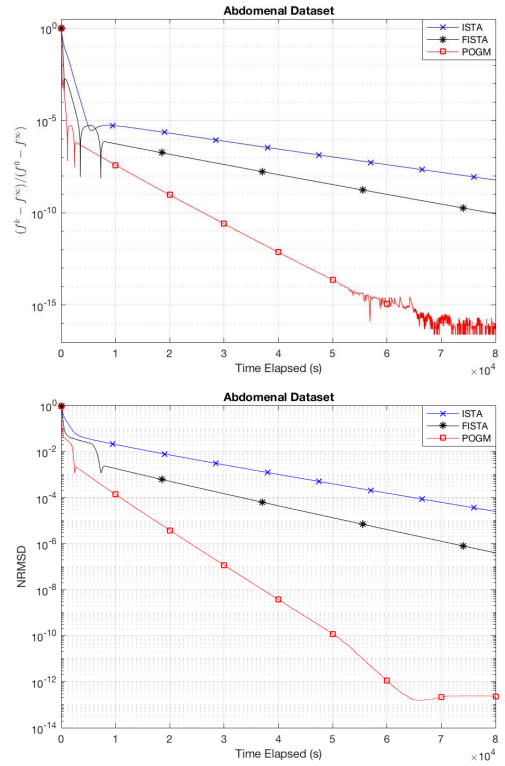 Abdomenal Dataset
ISTA
FISTA
POGM
10^0
10^-5
10^-10
10^-15
(f^k − f^∞)/(f^0 − f^∞)
0 1 2 3 4 5 6 7 8
×10^4
Time Elapsed (s)
Abdomenal Dataset
ISTA
FISTA
POGM
10^0
10^-2
10^-4
10^-6
10^-8
10^-10
10^-12
10^-14
NRMSD
0 1 2 3 4 5 6 7 8
×10^4
Time Elapsed (s)